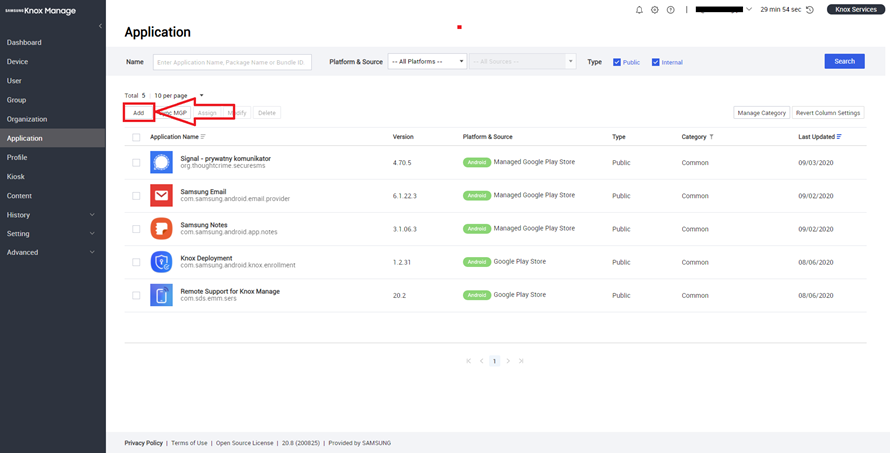 SAMSUNG Knox Manage
29 min 54 sec
Knox Services
Dashboard
Device
User
Group
Organization
Application
Profile
Kiosk
Content
History
Setting
Advanced
Application
Name
Enter Application Name, Package Name or Bundle ID
Platform & Source
-- All Platforms --
-- All Sources --
Type
Public
Internal
Search
Total 5
10 per page
Add
MGP
Assign
Delete
Manage Category
Revert Column Settings
Application Name
Version
Platform & Source
Type
Category
Last Updated
Signal - prywatny komunikator
org.thoughtcrime.securesms
4.70.5
Android Managed Google Play Store
Public
Common
09/03/2020
Samsung Email
com.samsung.android.email.provider
6.1.22.3
Android Managed Google Play Store
Public
Common
09/02/2020
Samsung Notes
com.samsung.android.app.notes
3.1.06.3
Android Managed Google Play Store
Public
Common
09/02/2020
Knox Deployment
com.samsung.android.knox.enrollment
1.2.31
Android Google Play Store
Public
Common
08/06/2020
Remote Support for Knox Manage
com.sds.emm.sers
20.2
Android Google Play Store
Public
Common
08/06/2020
1
Privacy Policy | Terms of Use | Open Source License | 20.8 (200825) | Provided by SAMSUNG